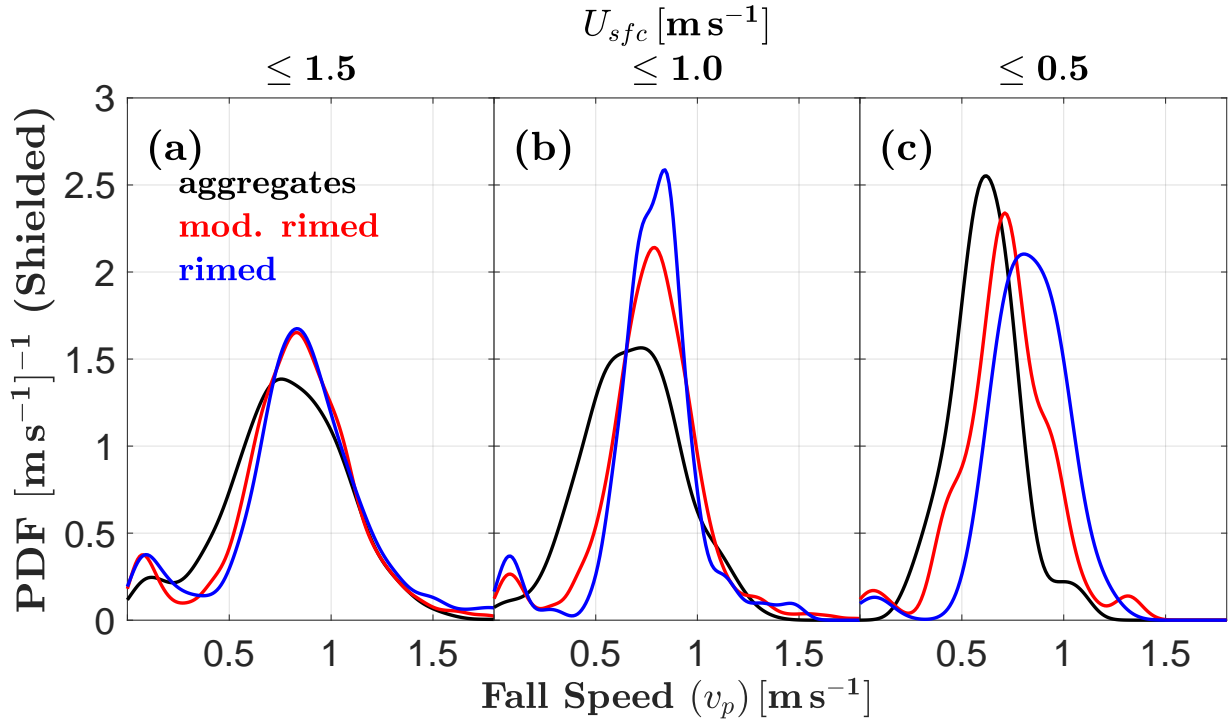 U_{sfc} [m s^{-1}]
≤ 1.5 ≤ 1.0 ≤ 0.5
PDF [m s^{-1}]^{-1} (Shielded)
3
2.5
2
1.5
1
0.5
0
(a) (b) (c)
aggregates
mod. rimed
rimed
0.5 1 1.5 0.5 1 1.5 0.5 1 1.5
Fall Speed (v_p) [m s^{-1}]